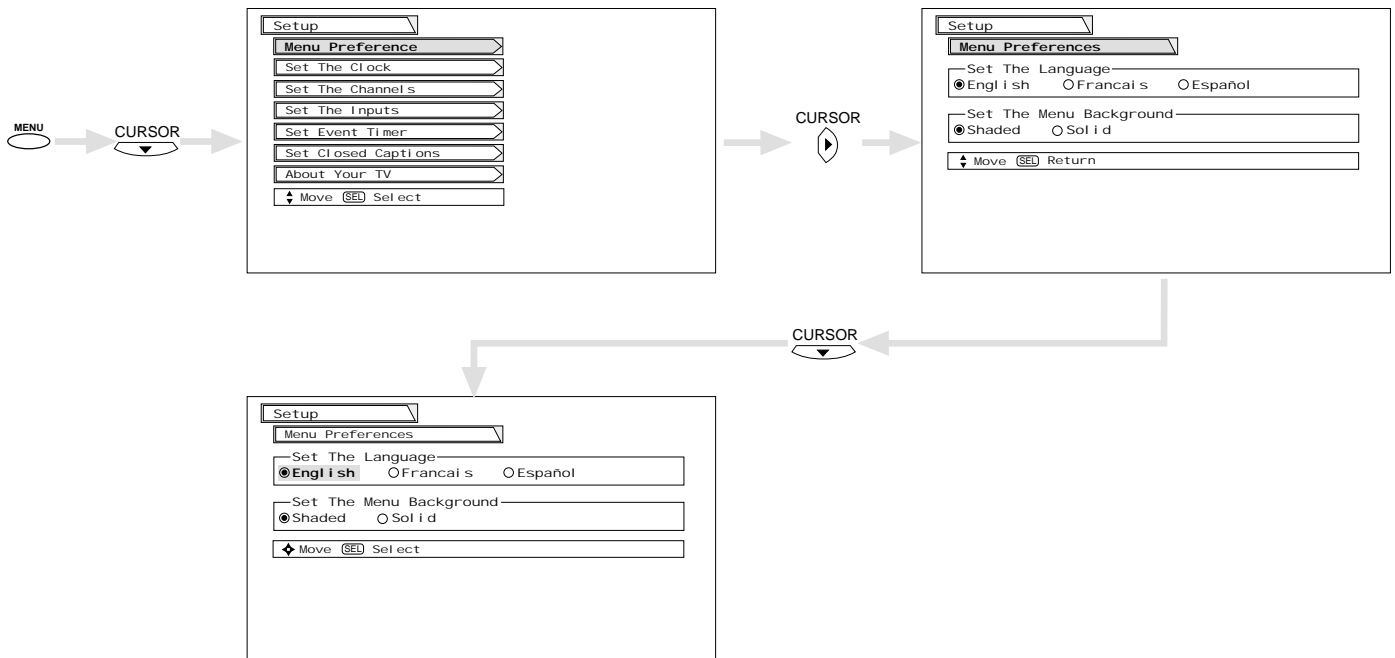 MENU
CURSOR
Setup
Menu Preference
Set The Clock
Set The Channels
Set The Inputs
Set Event Timer
Set Closed Captions
About Your TV
Move SEL Select
CURSOR
Setup
Menu Preferences
Set The Language
English Francais Español
Set The Menu Background
Shaded Solid
Move SEL Return
CURSOR
Setup
Menu Preferences
Set The Language
English Francais Español
Set The Menu Background
Shaded Solid
Move SEL Select